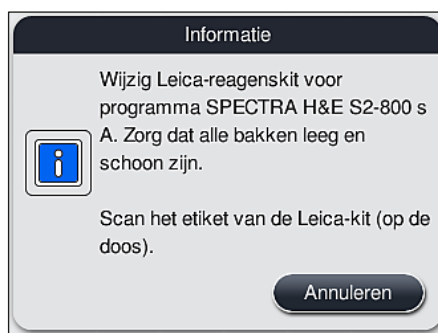 Informatie
Wijzig Leica-reagenskit voor
programma SPECTRA H&E S2-800 s
A. Zorg dat alle bakken leeg en
schoon zijn.
Scan het etiket van de Leica-kit (op de
doos).
Annuleren